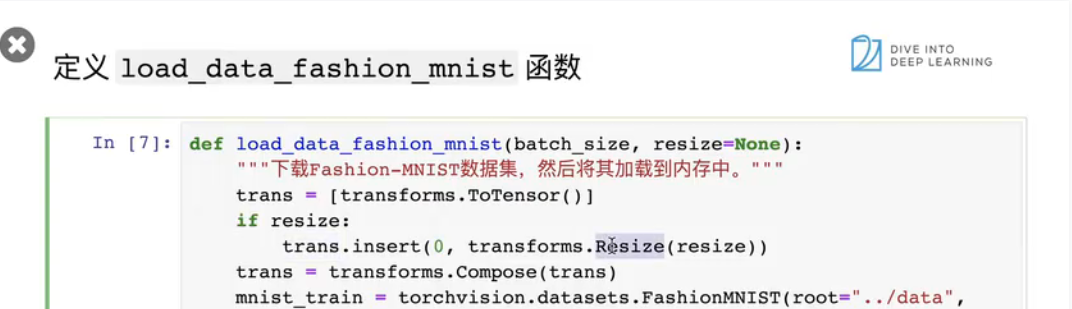 定义 load_data_fashion_mnist 函数
DIVE INTO
DEEP LEARNING
In [7]: def load_data_fashion_mnist(batch_size, resize=None):
"""下载Fashion-MNIST数据集，然后将其加载到内存中。"""
trans = [transforms.ToTensor()]
if resize:
trans.insert(0, transforms.Resize(resize))
trans = transforms.Compose(trans)
mnist_train = torchvision.datasets.FashionMNIST(root="../data",